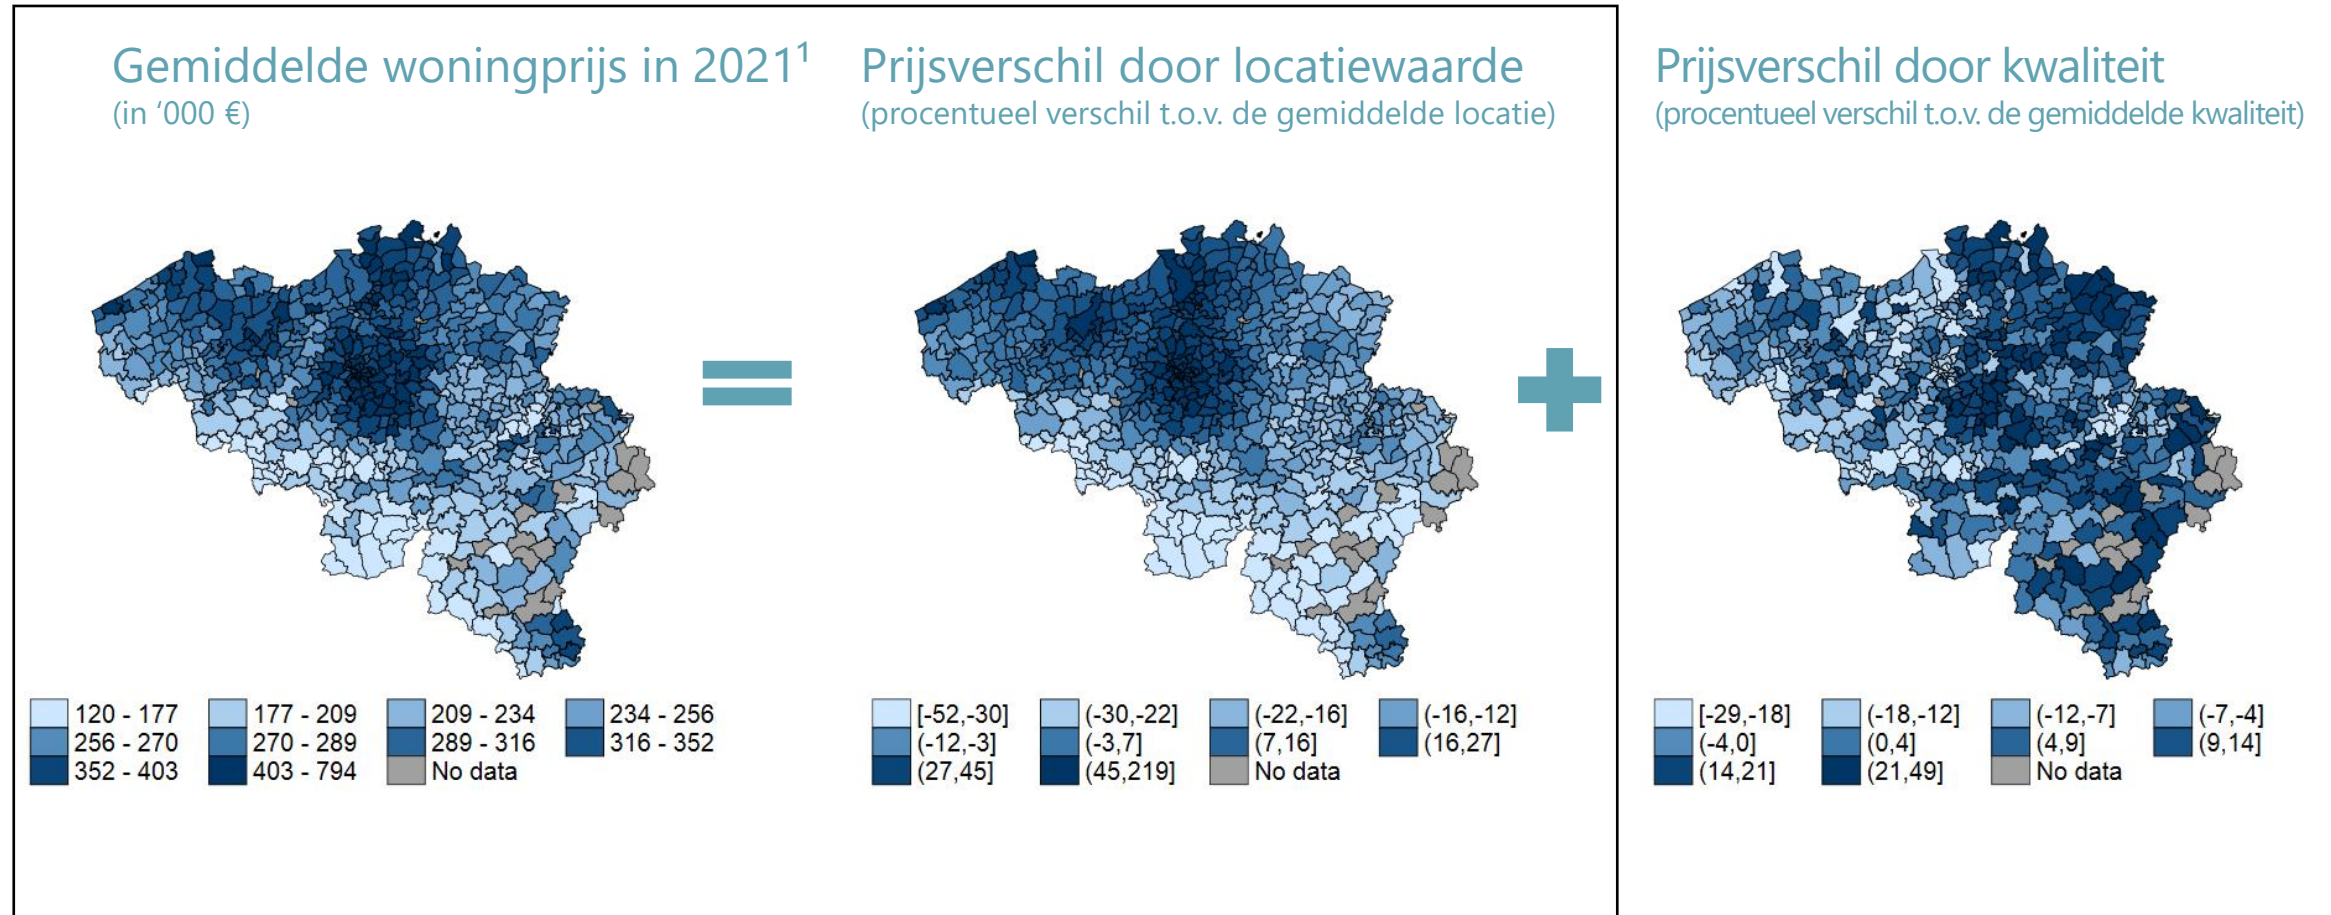 Gemiddelde woningprijs in 2021¹
(in ‘000 €)
Prijsverschil door locatiewaarde
(procentueel verschil t.o.v. de gemiddelde locatie)
Prijsverschil door kwaliteit
(procentueel verschil t.o.v. de gemiddelde kwaliteit)
=
+
120 - 177 177 - 209 209 - 234 234 - 256
256 - 270 270 - 289 289 - 316 316 - 352
352 - 403 403 - 794 No data
[-52,-30] (-30,-22] (-22,-16] (-16,-12]
(-12,-3] (-3,7] (7,16] (16,27]
(27,45] (45,219] No data
[-29,-18] (-18,-12] (-12,-7] (-7,-4]
(-4,0] (0,4] (4,9] (9,14]
(14,21] (21,49] No data